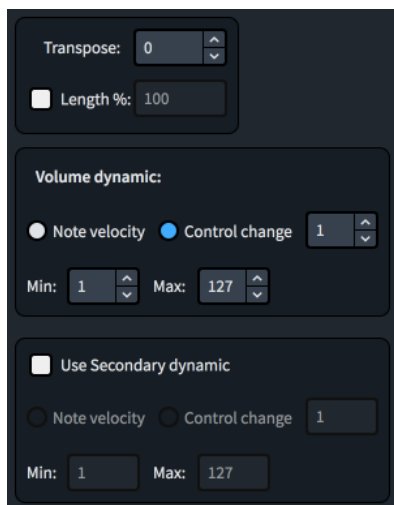 Transpose: 0
Length %: 100
Volume dynamic:
Note velocity Control change 1
Min: 1 Max: 127
Use Secondary dynamic
Note velocity Control change 1
Min: 1 Max: 127